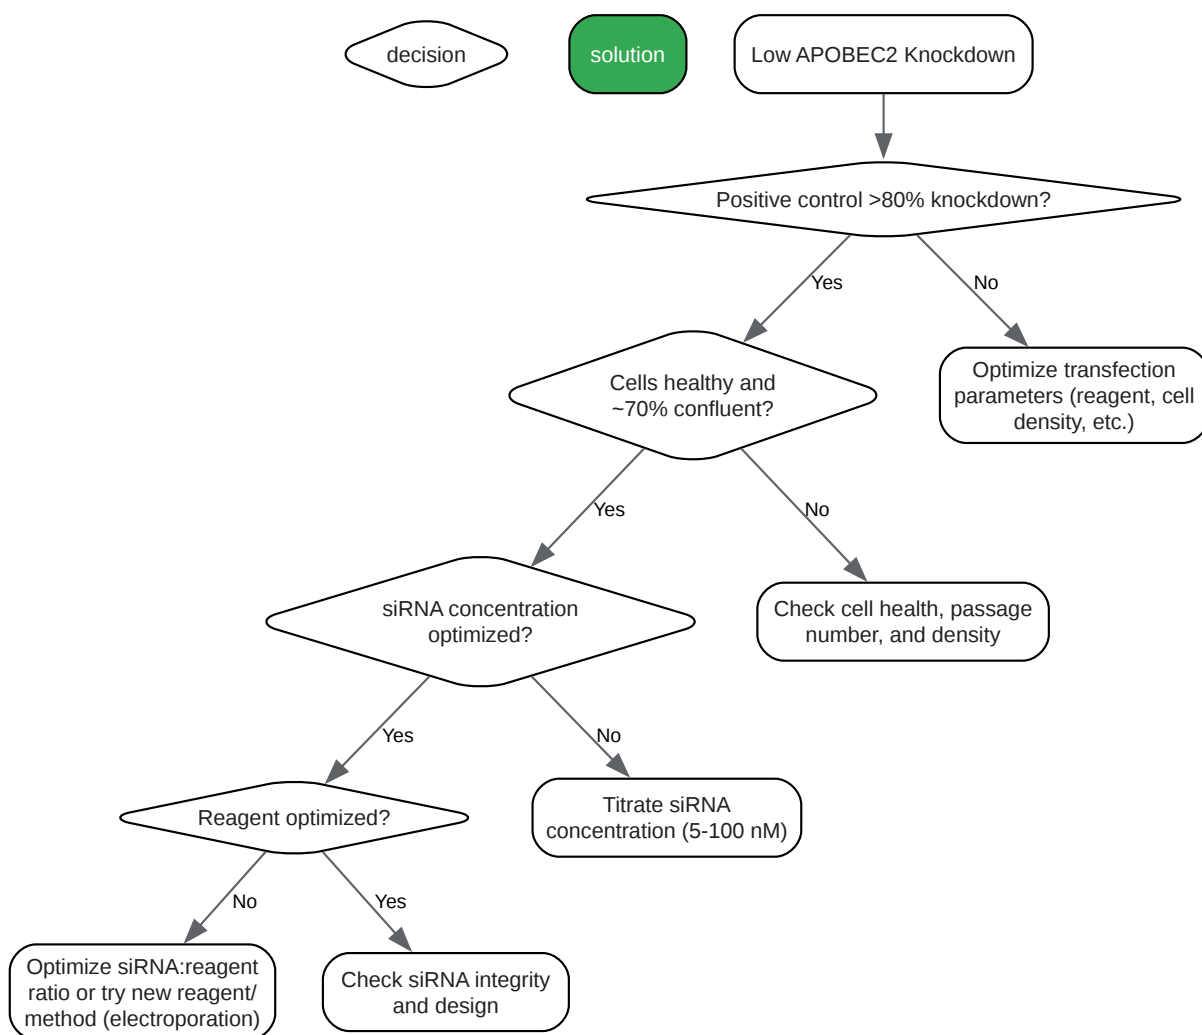 decision
solution
Low APOBEC2 Knockdown
Positive control >80% knockdown?
Yes
No
Cells healthy and
~70% confluent?
Optimize transfection
parameters (reagent, cell
density, etc.)
Yes
No
siRNA concentration
optimized?
Check cell health, passage
number, and density
Yes
No
Reagent optimized?
Titrate siRNA
concentration (5-100 nM)
No
Yes
Optimize siRNA:reagent
ratio or try new reagent/
method (electroporation)
Check siRNA integrity
and design